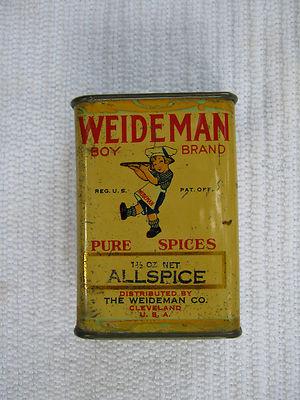 WEIDEMAN
BOY BRAND
REG. U.S. PAT. OFF.
WEIDEMAN
PURE SPICES
1½ OZ NET
ALLSPICE
DISTRIBUTED BY
THE WEIDEMAN CO.
CLEVELAND
U. S. A.